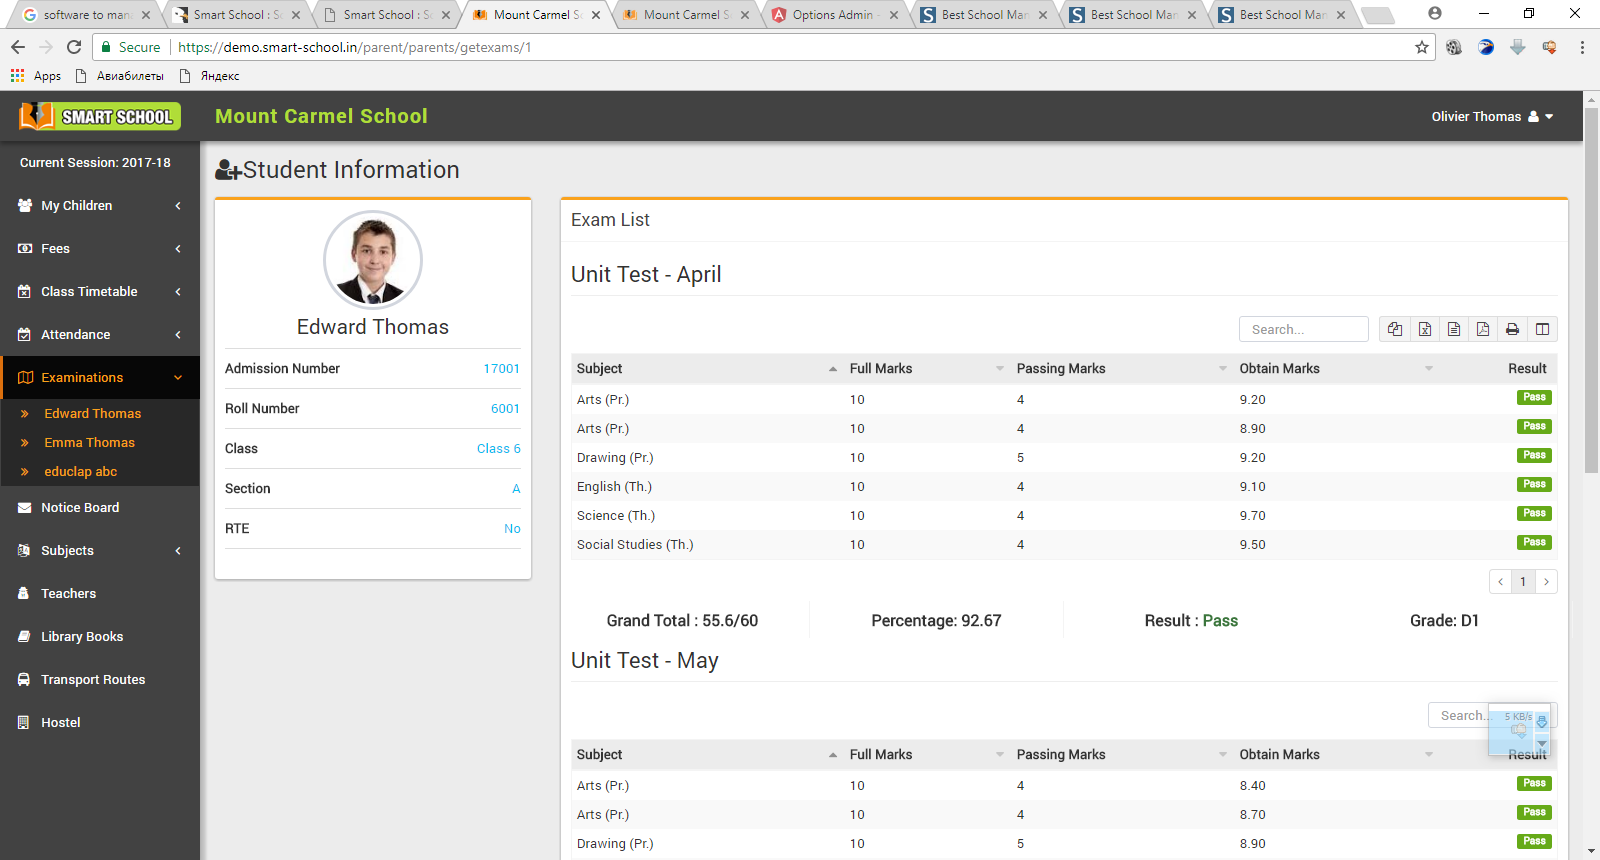 software to mana
Smart School : S
Smart School : S
Mount Carmel Sc
Mount Carmel Sc
Options Admin -
Best School Man
Best School Man
Best School Man
Secure https://demo.smart-school.in/parent/parents/getexams/1
Apps Авиабилеты Яндекс
SMART SCHOOL Mount Carmel School Olivier Thomas
Current Session: 2017-18
My Children
Fees
Class Timetable
Attendance
Examinations
Edward Thomas
Emma Thomas
educlap abc
Notice Board
Subjects
Teachers
Library Books
Transport Routes
Hostel
Student Information
Edward Thomas
Admission Number 17001
Roll Number 6001
Class Class 6
Section A
RTE No
Exam List
Unit Test - April
Search...
Subject Full Marks Passing Marks Obtain Marks Result
Arts (Pr.) 10 4 9.20 Pass
Arts (Pr.) 10 4 8.90 Pass
Drawing (Pr.) 10 5 9.20 Pass
English (Th.) 10 4 9.10 Pass
Science (Th.) 10 4 9.70 Pass
Social Studies (Th.) 10 4 9.50 Pass
1
Grand Total : 55.6/60 Percentage: 92.67 Result : Pass Grade: D1
Unit Test - May
Search... 5 KB/s
Subject Full Marks Passing Marks Obtain Marks Result
Arts (Pr.) 10 4 8.40 Pass
Arts (Pr.) 10 4 8.70 Pass
Drawing (Pr.) 10 5 8.90 Pass